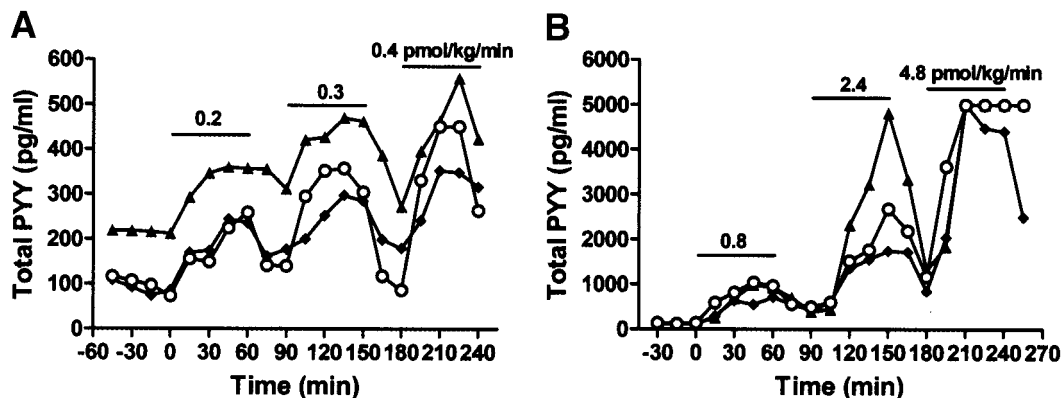 A
Total PYY (pg/ml)
600
500
400
300
200
100
0
0.2
0.3
0.4 pmol/kg/min
-60 -30 0 30 60 90 120 150 180 210 240
Time (min)
B
Total PYY (pg/ml)
6000
5000
4000
3000
2000
1000
0
0.8
2.4
4.8 pmol/kg/min
-30 0 30 60 90 120 150 180 210 240 270
Time (min)